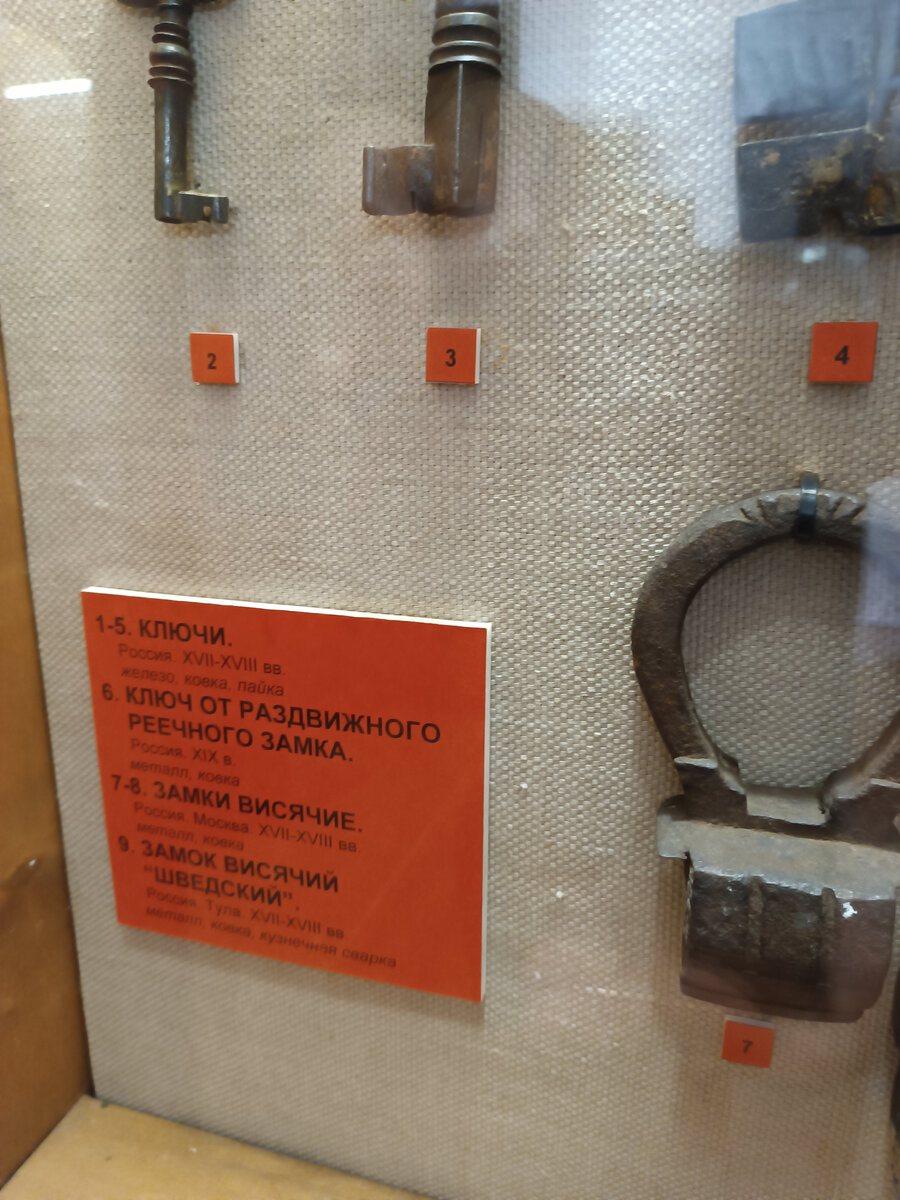 2
3
4
1-5. КЛЮЧИ.
Россия. XVII-XVIII вв.
железо, ковка, пайка
6. КЛЮЧ ОТ РАЗДВИЖНОГО
РЕЕЧНОГО ЗАМКА.
Россия. XIX в.
металл, ковка
7-8. ЗАМКИ ВИСЯЧИЕ.
Россия. Москва. XVII-XVIII вв.
металл, ковка
9. ЗАМОК ВИСЯЧИЙ
"ШВЕДСКИЙ".
Россия. Тула. XVII-XVIII вв
металл, ковка, кузнечная сварка
7